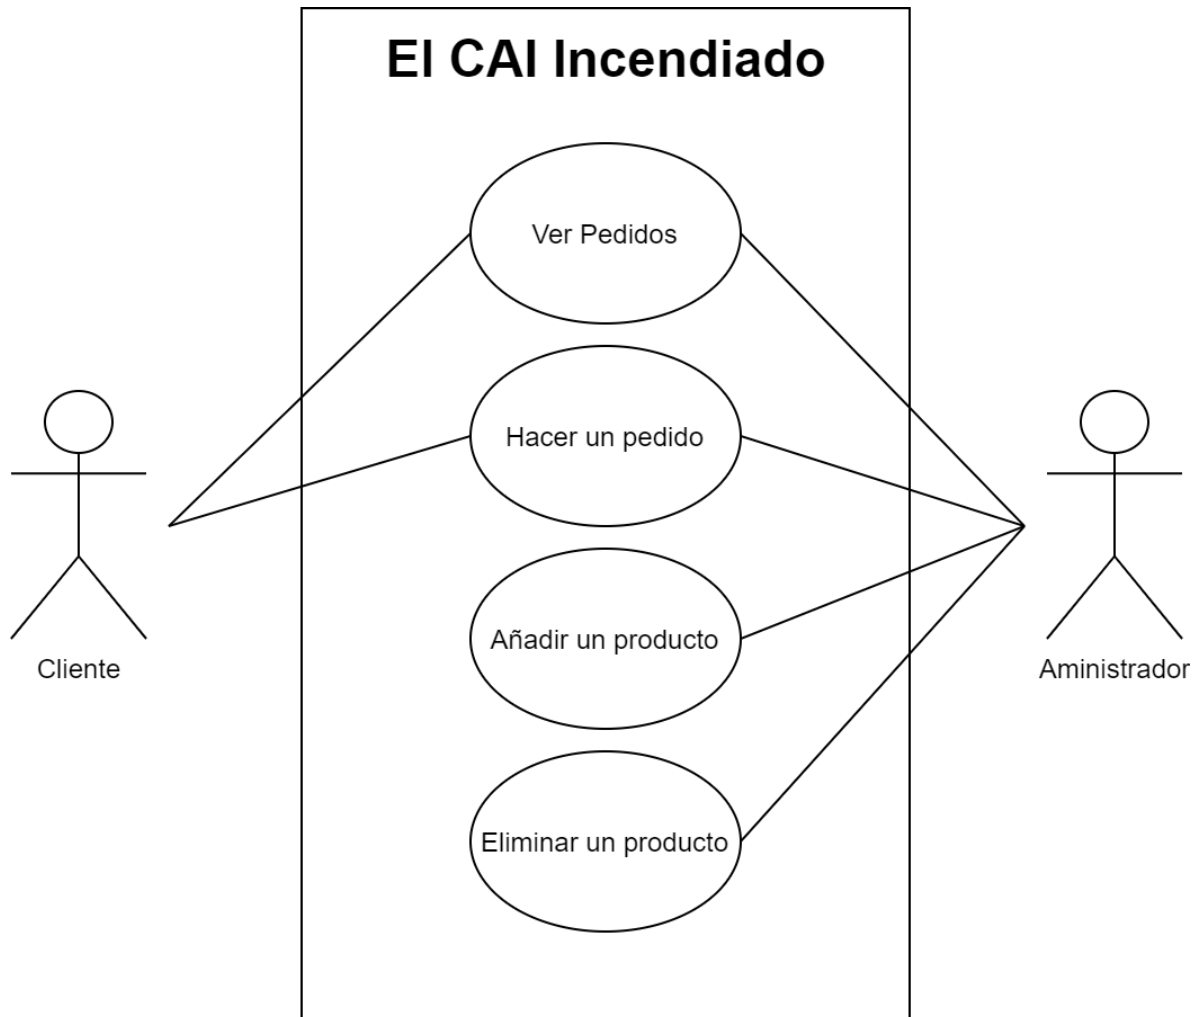 El CAI Incendiado
Ver Pedidos
Hacer un pedido
Añadir un producto
Cliente
Aministrador
Eliminar un producto